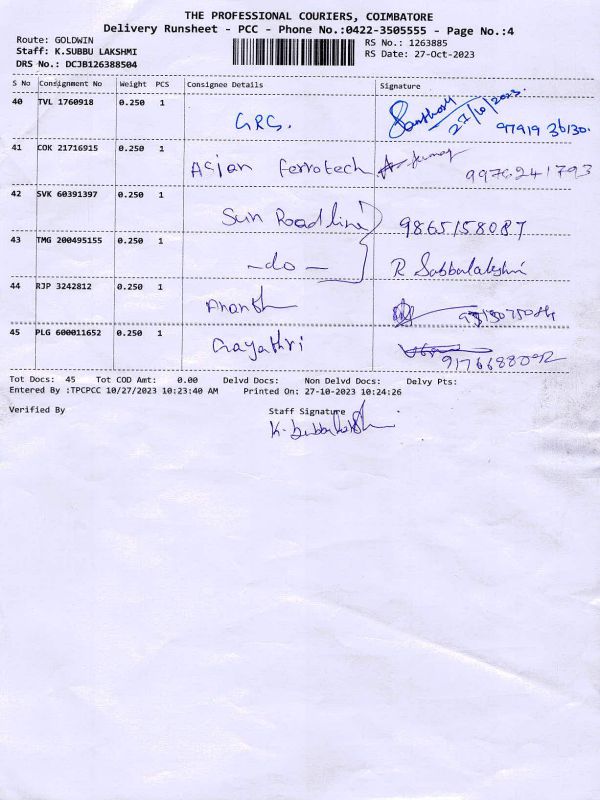 THE PROFESSIONAL COURIERS, COIMBATORE
Delivery Runsheet - PCC - Phone No.:0422-3505555 - Page No.:4
Route: GOLDWIN
Staff: K.SUBBU LAKSHMI
DRS No.: DCJB126388504
RS No.: 1263885
RS Date: 27-Oct-2023
S No Consignment No Weight PCS Consignee Details Signature
40 TVL 1760918 0.250 1 GRG. 27/10/2023. 97919 36130.
41 COK 21716915 0.250 1 Asian Ferrotech 9976241793
42 SVK 60391397 0.250 1 Sun Roadline 9865158087
43 TMG 200495155 0.250 1 -do- R Subbulakshmi
44 RJP 3242812 0.250 1 Ananth
45 PLG 600011652 0.250 1 Gayathri 9176688092
Tot Docs: 45 Tot COD Amt: 0.00 Delvd Docs: Non Delvd Docs: Delvy Pts:
Entered By :TPCPCC 10/27/2023 10:23:40 AM Printed On: 27-10-2023 10:24:26
Verified By Staff Signature